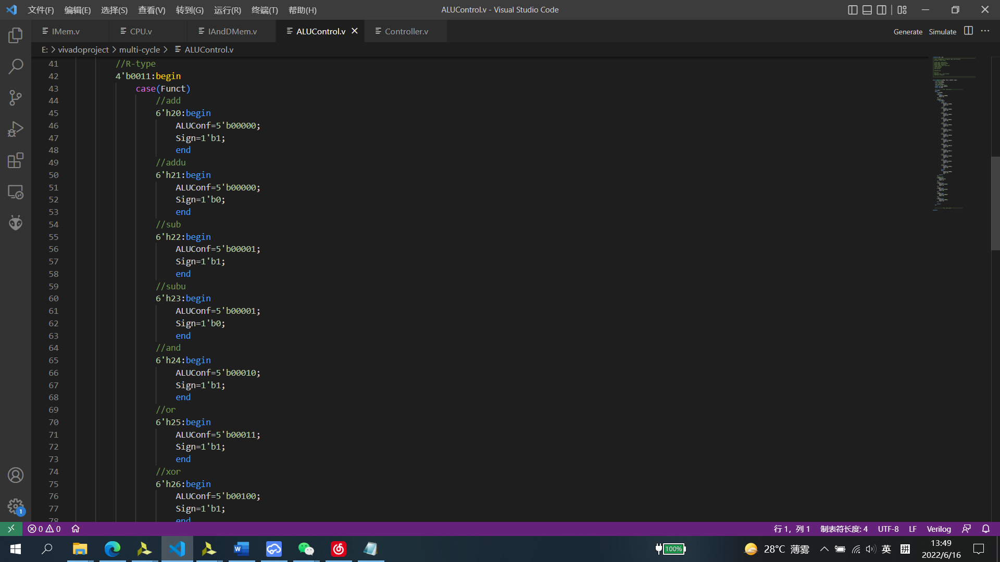 文件(F) 编辑(E) 选择(S) 查看(V) 转到(G) 运行(R) 终端(T) 帮助(H) ALUControl.v - Visual Studio Code
IMem.v CPU.v IAndDMem.v ALUControl.v Controller.v Generate Simulate
E: > vivadoproject > multi-cycle > ALUControl.v
41 //R-type
42 4'b0011:begin
43 case(Funct)
44 //add
45 6'h20:begin
46 ALUConf=5'b00000;
47 Sign=1'b1;
48 end
49 //addu
50 6'h21:begin
51 ALUConf=5'b00000;
52 Sign=1'b0;
53 end
54 //sub
55 6'h22:begin
56 ALUConf=5'b00001;
57 Sign=1'b1;
58 end
59 //subu
60 6'h23:begin
61 ALUConf=5'b00001;
62 Sign=1'b0;
63 end
64 //and
65 6'h24:begin
66 ALUConf=5'b00010;
67 Sign=1'b1;
68 end
69 //or
70 6'h25:begin
71 ALUConf=5'b00011;
72 Sign=1'b1;
73 end
74 //xor
75 6'h26:begin
76 ALUConf=5'b00100;
77 Sign=1'b1;
78 end
1
0 0 行 1，列 1 制表符长度: 4 UTF-8 LF Verilog
100% 28°C 薄雾 英 拼 13:49
2022/6/16